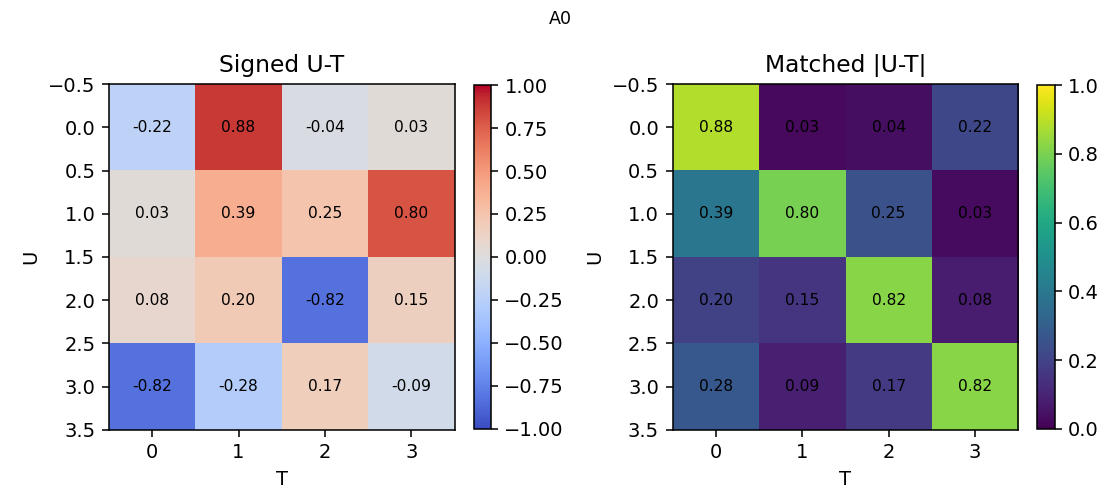 A0
Signed U-T
Matched |U-T|
−0.5
0.0
0.5
1.0
1.5
2.0
2.5
3.0
3.5
U
-0.22 0.88 -0.04 0.03
0.03 0.39 0.25 0.80
0.08 0.20 -0.82 0.15
-0.82 -0.28 0.17 -0.09
0 1 2 3
T
1.00
0.75
0.50
0.25
0.00
−0.25
−0.50
−0.75
−1.00
−0.5
0.0
0.5
1.0
1.5
2.0
2.5
3.0
3.5
U
0.88 0.03 0.04 0.22
0.39 0.80 0.25 0.03
0.20 0.15 0.82 0.08
0.28 0.09 0.17 0.82
0 1 2 3
T
1.0
0.8
0.6
0.4
0.2
0.0